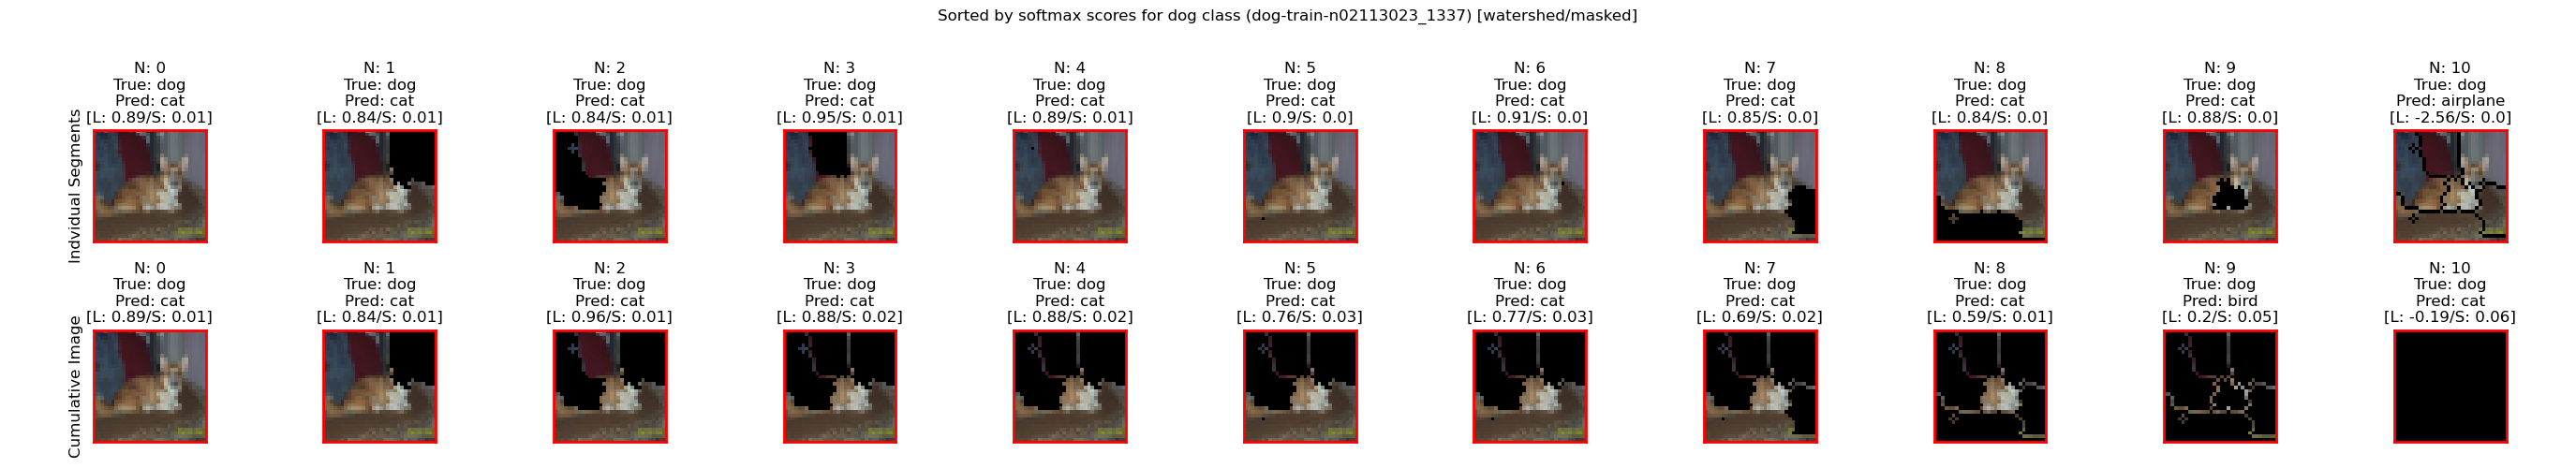 Sorted by softmax scores for dog class (dog-train-n02113023_1337) [watershed/masked]
Indvidual Segments
N: 0
True: dog
Pred: cat
[L: 0.89/S: 0.01]
N: 1
True: dog
Pred: cat
[L: 0.84/S: 0.01]
N: 2
True: dog
Pred: cat
[L: 0.84/S: 0.01]
N: 3
True: dog
Pred: cat
[L: 0.95/S: 0.01]
N: 4
True: dog
Pred: cat
[L: 0.89/S: 0.01]
N: 5
True: dog
Pred: cat
[L: 0.9/S: 0.0]
N: 6
True: dog
Pred: cat
[L: 0.91/S: 0.0]
N: 7
True: dog
Pred: cat
[L: 0.85/S: 0.0]
N: 8
True: dog
Pred: cat
[L: 0.84/S: 0.0]
N: 9
True: dog
Pred: cat
[L: 0.88/S: 0.0]
N: 10
True: dog
Pred: airplane
[L: -2.56/S: 0.0]
Cumulative Image
N: 0
True: dog
Pred: cat
[L: 0.89/S: 0.01]
N: 1
True: dog
Pred: cat
[L: 0.84/S: 0.01]
N: 2
True: dog
Pred: cat
[L: 0.96/S: 0.01]
N: 3
True: dog
Pred: cat
[L: 0.88/S: 0.02]
N: 4
True: dog
Pred: cat
[L: 0.88/S: 0.02]
N: 5
True: dog
Pred: cat
[L: 0.76/S: 0.03]
N: 6
True: dog
Pred: cat
[L: 0.77/S: 0.03]
N: 7
True: dog
Pred: cat
[L: 0.69/S: 0.02]
N: 8
True: dog
Pred: cat
[L: 0.59/S: 0.01]
N: 9
True: dog
Pred: bird
[L: 0.2/S: 0.05]
N: 10
True: dog
Pred: cat
[L: -0.19/S: 0.06]